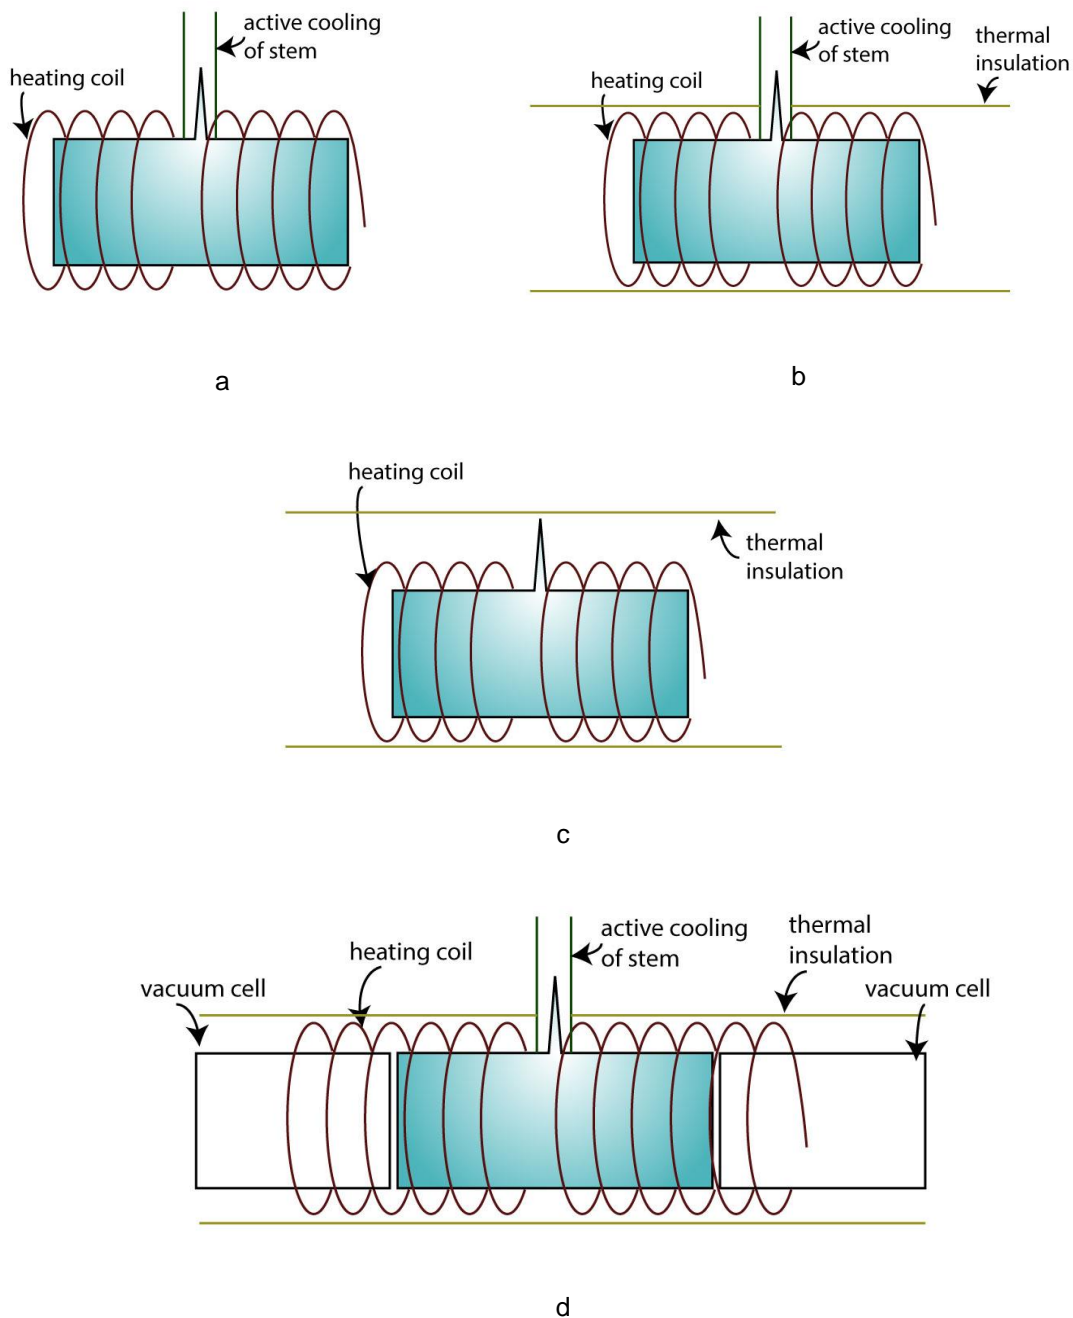 active cooling
of stem
heating coil
a
active cooling
of stem
thermal
insulation
heating coil
b
heating coil
thermal
insulation
c
thermal
insulation
active cooling
of stem
heating coil
vacuum cell
vacuum cell
d